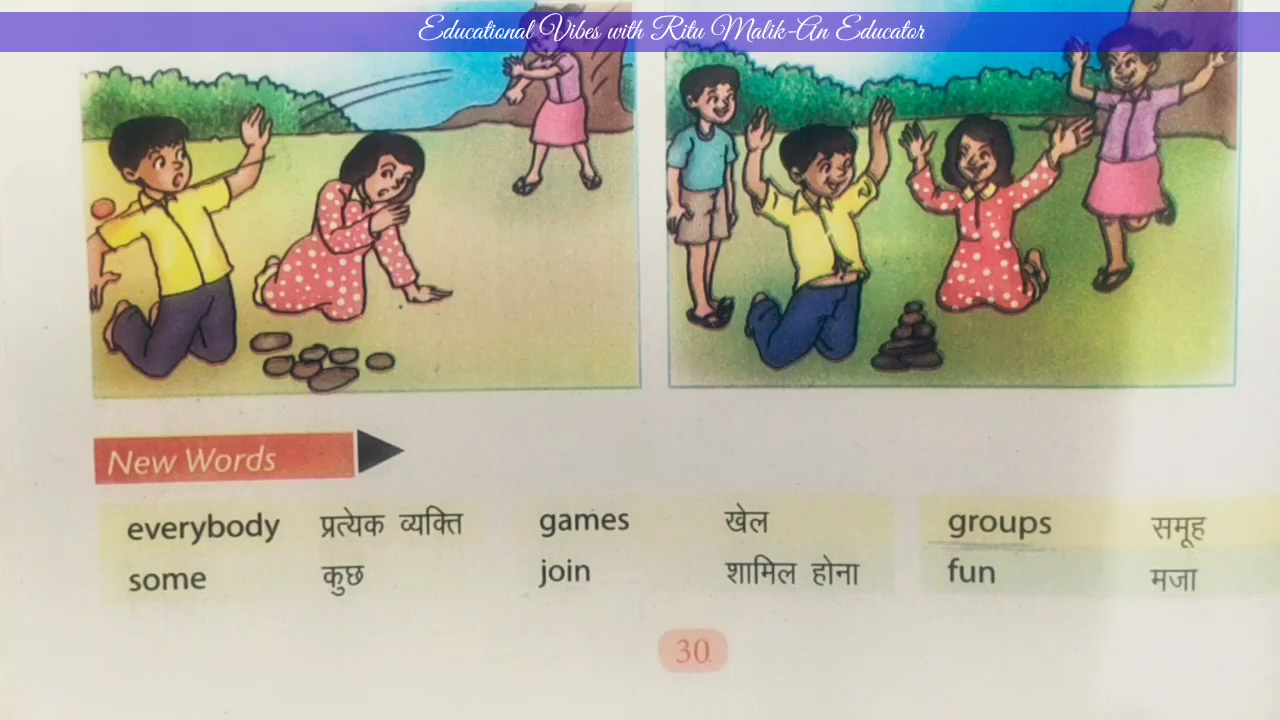 Educational Vibes with Ritu Malik-An Educator
New Words
everybody प्रत्येक व्यक्ति games खेल groups समूह
some कुछ join शामिल होना fun मजा
30